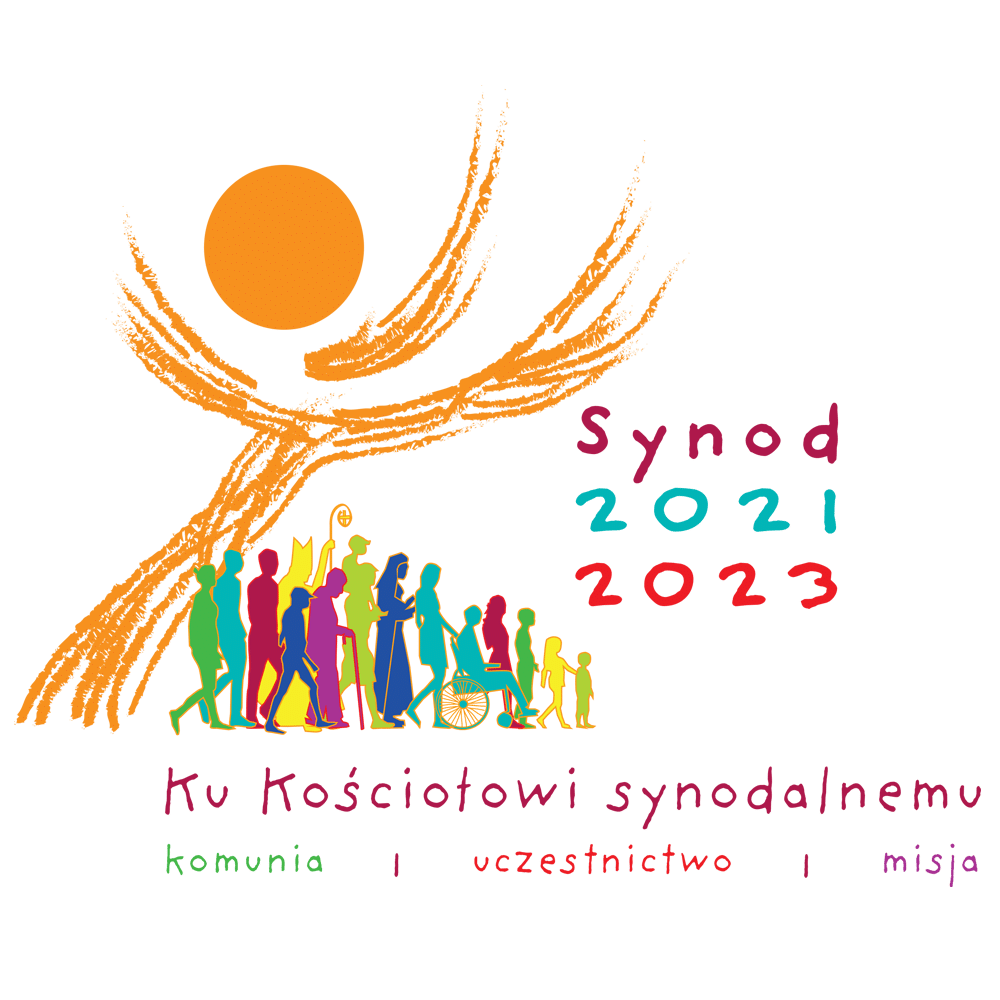 Synod
2021
2023
Ku Kościołowi synodalnemu
komunia | uczestnictwo | misja